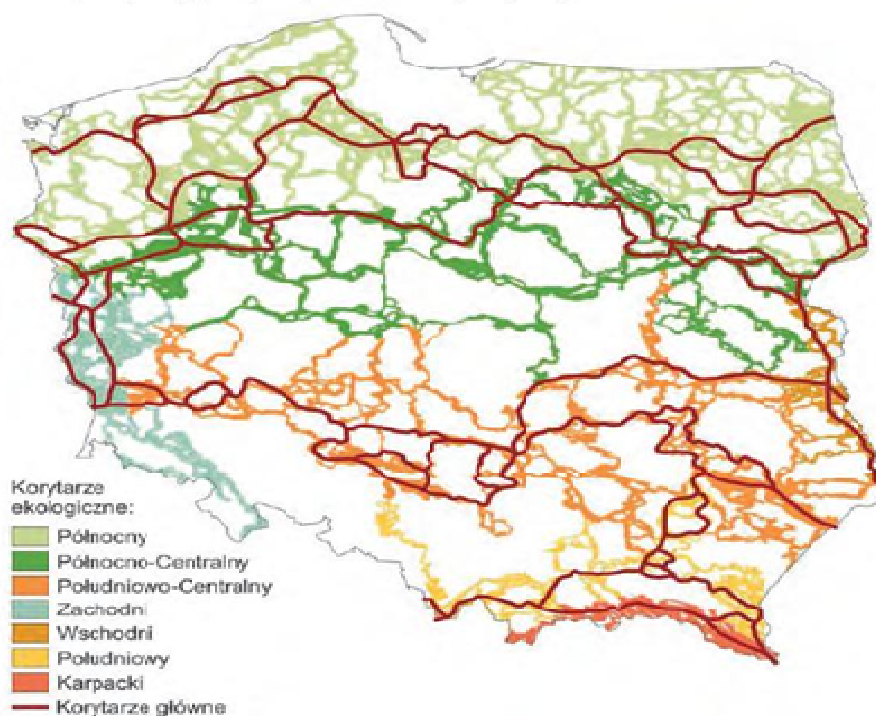 Korytarze
ekologiczne:
Północny
Północno-Centralny
Południowo-Centralny
Zachodni
Wschodni
Południowy
Karpacki
Korytarze główne